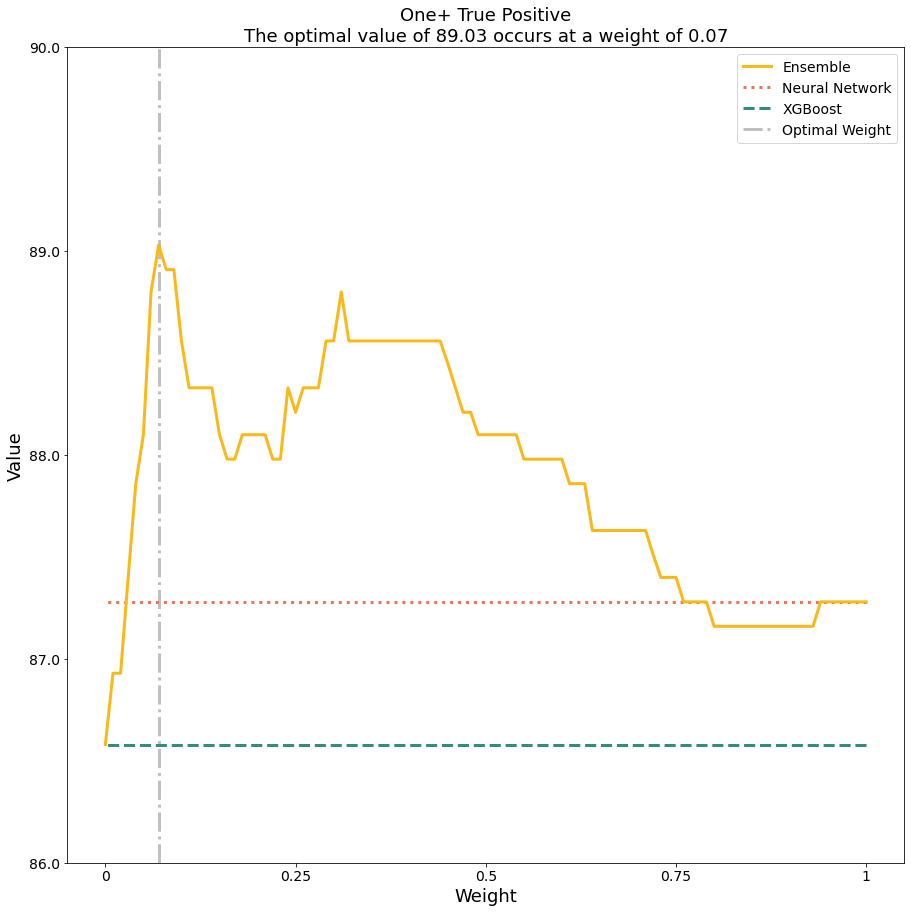 One+ True Positive
The optimal value of 89.03 occurs at a weight of 0.07
90.0
89.0
88.0
87.0
86.0
Value
Ensemble
Neural Network
XGBoost
Optimal Weight
0 0.25 0.5 0.75 1
Weight